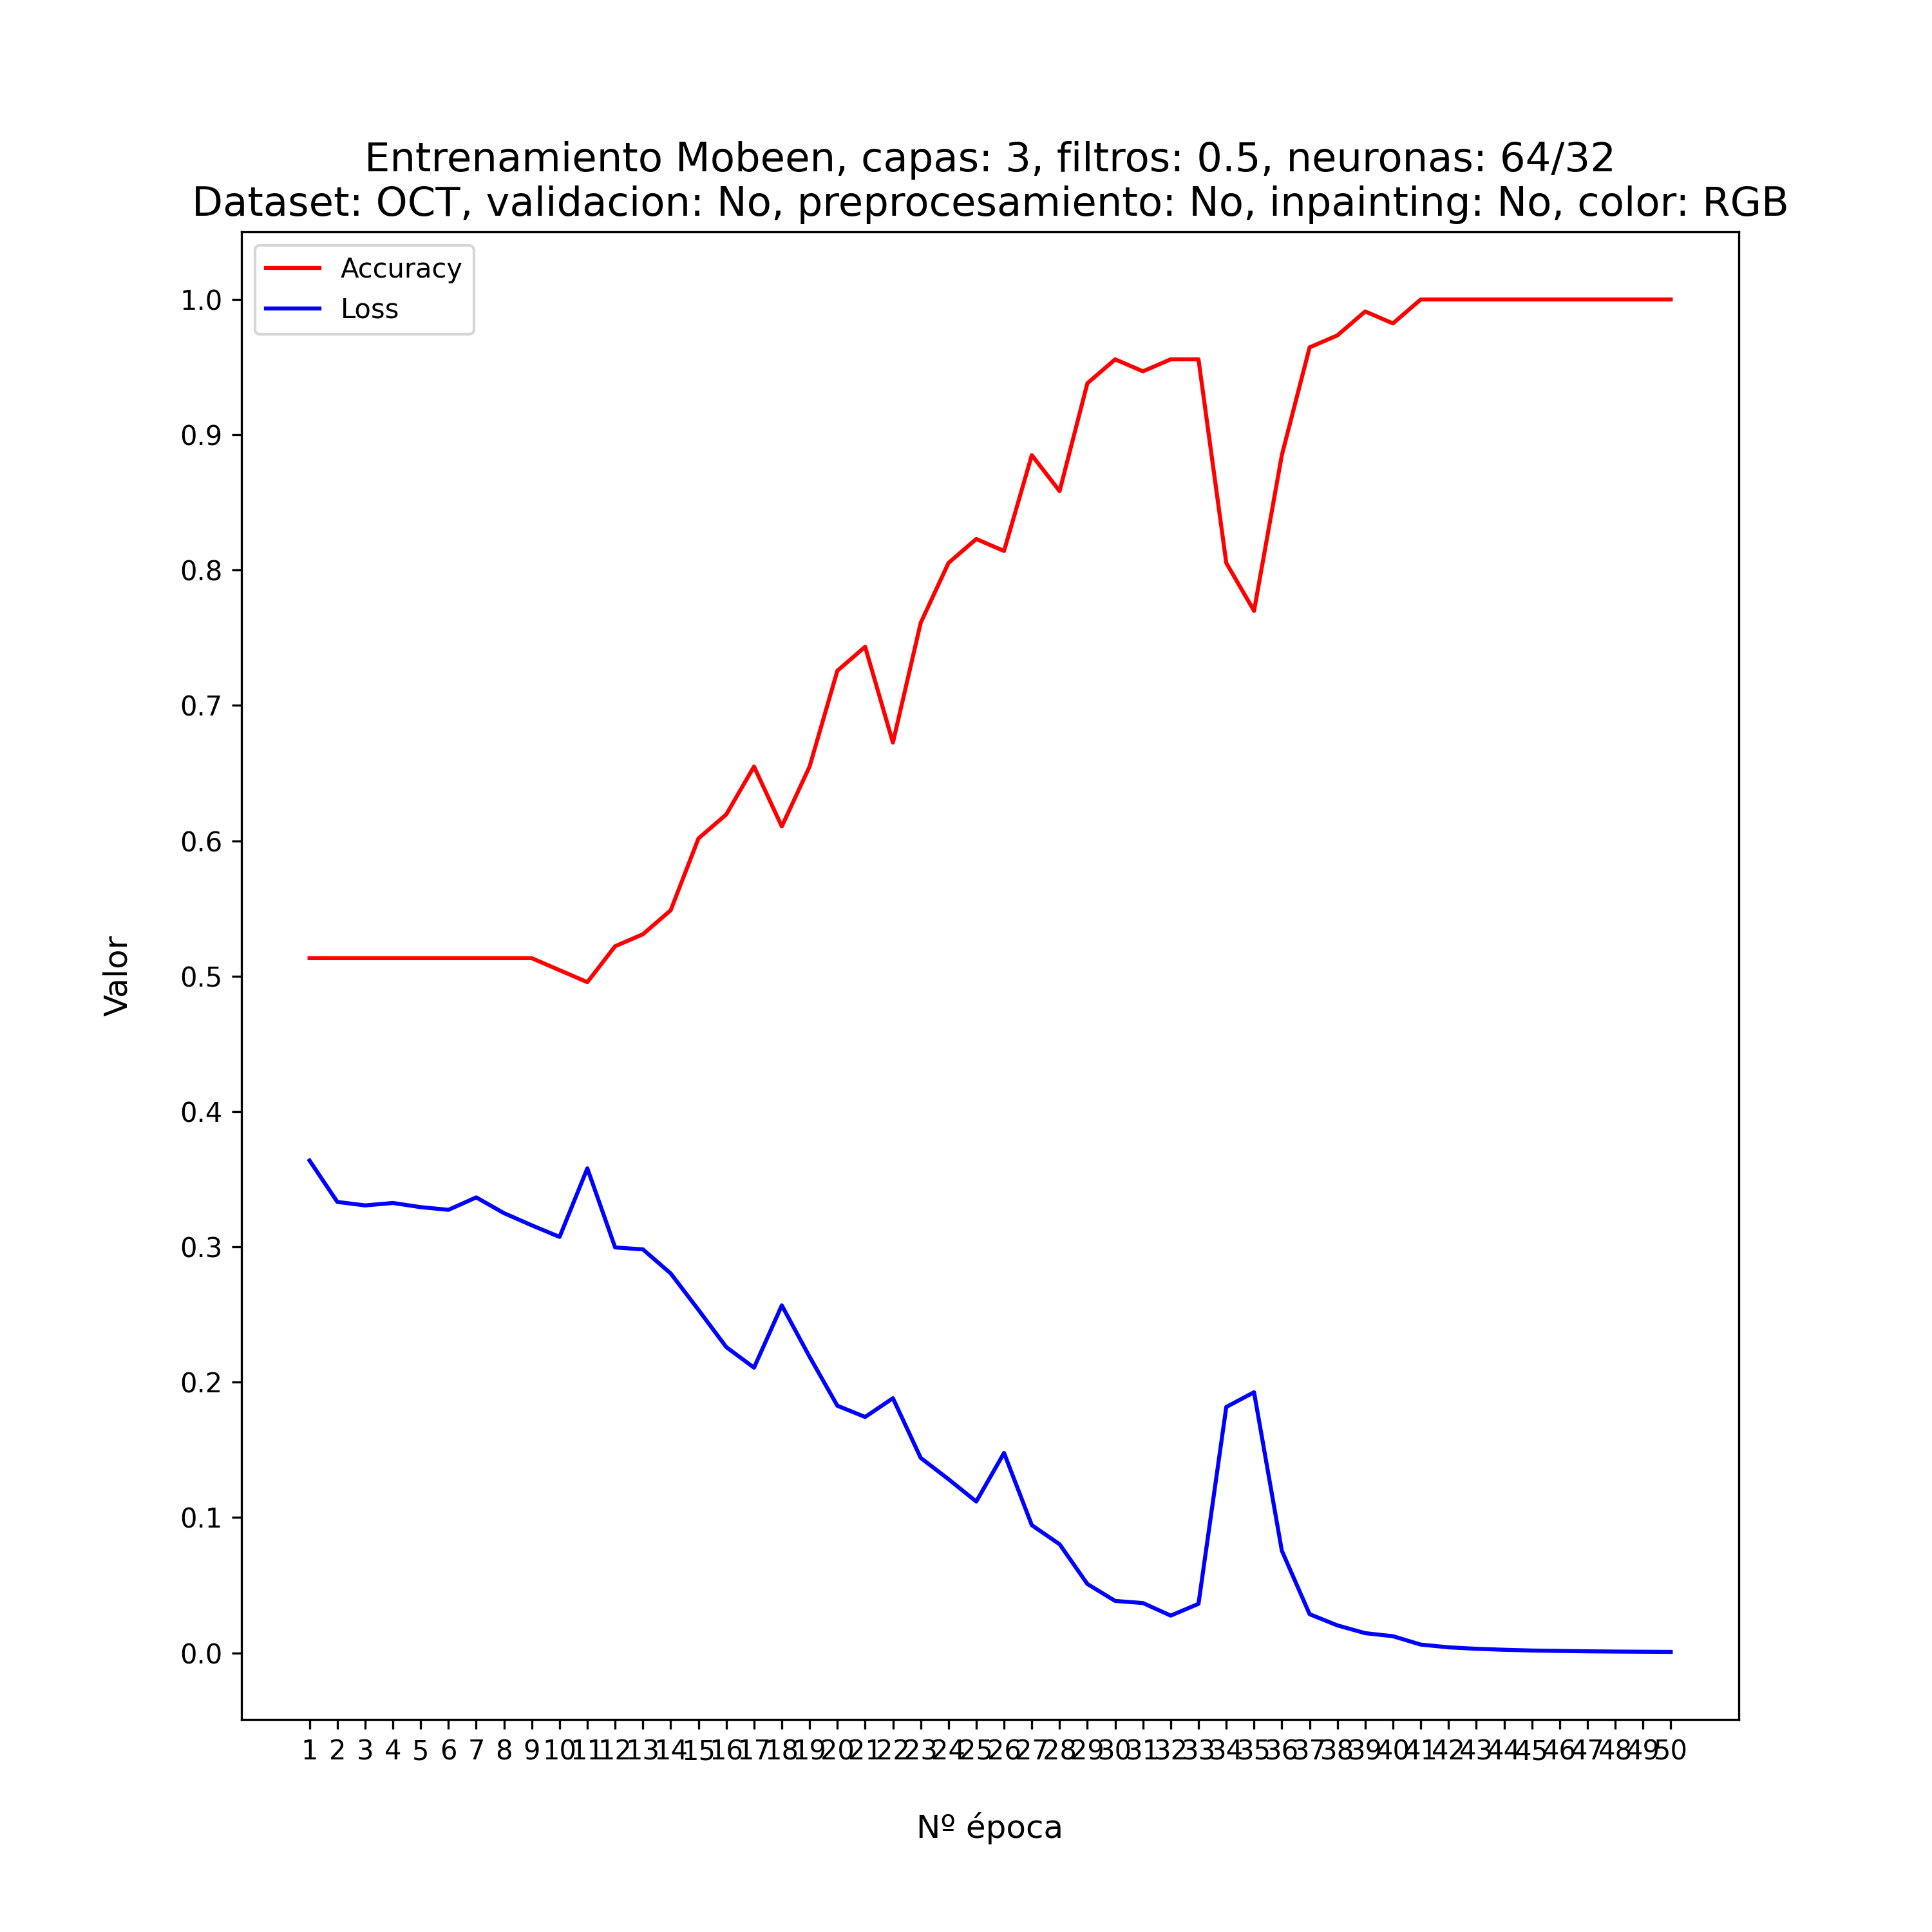 Entrenamiento Mobeen, capas: 3, filtros: 0.5, neuronas: 64/32
Dataset: OCT, validacion: No, preprocesamiento: No, inpainting: No, color: RGB
Accuracy
Loss
1.0
0.9
0.8
0.7
0.6
0.5
0.4
0.3
0.2
0.1
0.0
Valor
1 2 3 4 5 6 7 8 9 10 11 12 13 14 15 16 17 18 19 20 21 22 23 24 25 26 27 28 29 30 31 32 33 34 35 36 37 38 39 40 41 42 43 44 45 46 47 48 49 50
Nº época